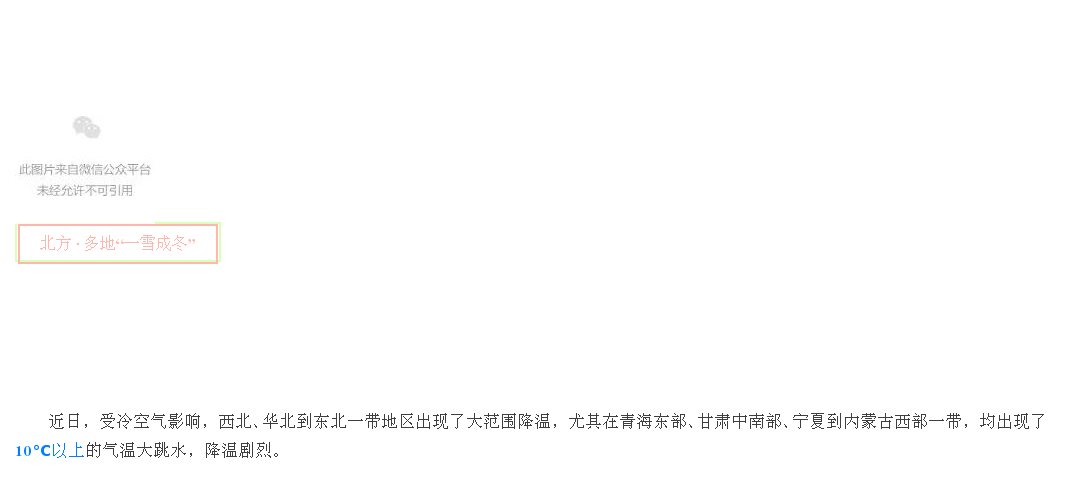 此图片来自微信公众平台
未经允许不可引用
北方·多地“一雪成冬”
近日，受冷空气影响，西北、华北到东北一带地区出现了大范围降温，尤其在青海东部、甘肃中南部、宁夏到内蒙古西部一带，均出现了
10℃以上的气温大跳水，降温剧烈。